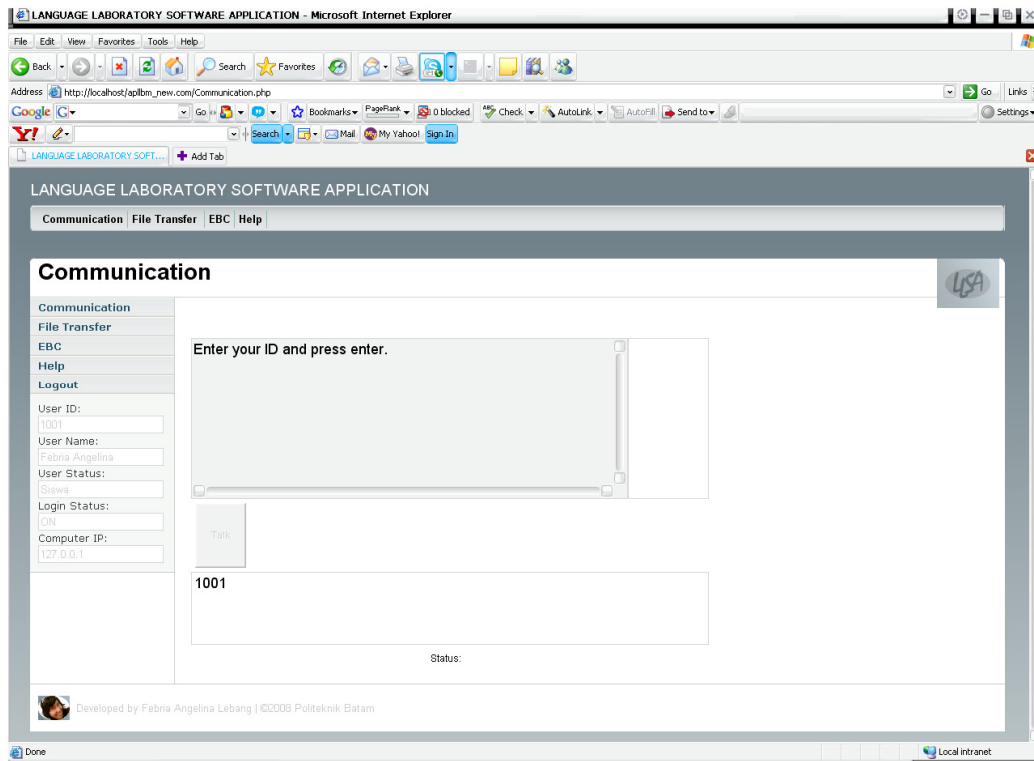 LANGUAGE LABORATORY SOFTWARE APPLICATION - Microsoft Internet Explorer
File Edit View Favorites Tools Help
Back Search Favorites
Address http://localhost/apllbm_new.com/Communication.php Go Links
Google G Go Bookmarks PageRank 0 blocked Check AutoLink AutoFill Send to Settings
Y! Search Mail My Yahoo! Sign In
LANGUAGE LABORATORY SOFT... Add Tab
LANGUAGE LABORATORY SOFTWARE APPLICATION
Communication File Transfer EBC Help
Communication
LISA
Communication
File Transfer
EBC
Help
Logout
User ID:
1001
User Name:
Febria Angelina
User Status:
Siswa
Login Status:
ON
Computer IP:
127.0.0.1
Enter your ID and press enter.
Talk
1001
Status:
Developed by Febria Angelina Lebang | ©2008 Politeknik Batam
Done Local intranet